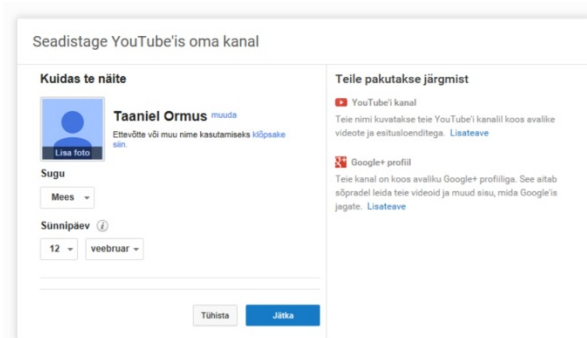 Seadistage YouTube'is oma kanal
Kuidas te näite
Taaniel Ormus muuda
Ettevõtte või muu nime kasutamiseks klõpsake
siin.
Lisa foto
Sugu
Mees
Sünnipäev i
12 veebruar
Tühista Jätka
Teile pakutakse järgmist
YouTube'i kanal
Teie nimi kuvatakse teie YouTube'i kanalil koos avalike
videote ja esitusloenditega. Lisateave
Google+ profiil
Teie kanal on koos avaliku Google+ profiiliga. See aitab
sõpradel leida teie videoid ja muud sisu, mida Google'is
jagate. Lisateave